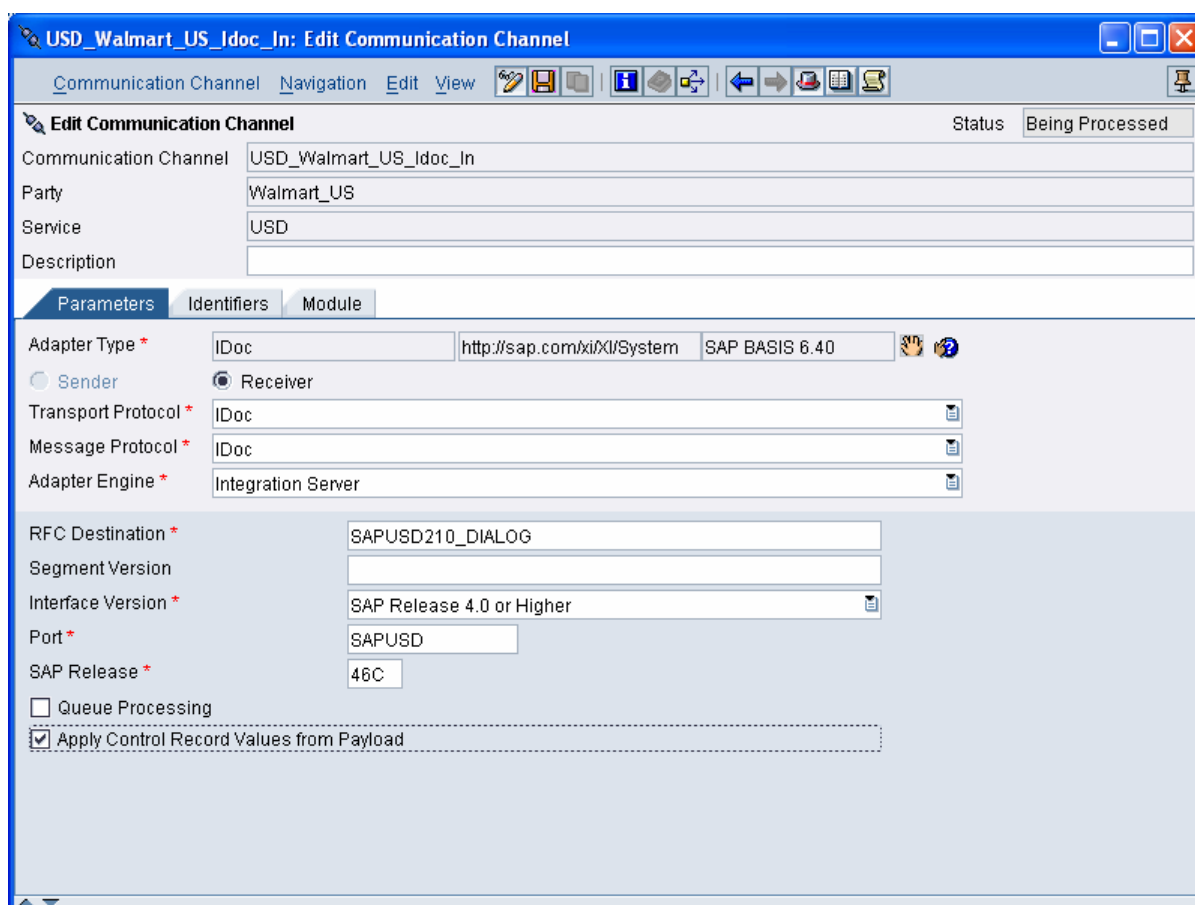 USD_Walmart_US_Idoc_In: Edit Communication Channel
Communication Channel Navigation Edit View
Edit Communication Channel Status Being Processed
Communication Channel USD_Walmart_US_Idoc_In
Party Walmart_US
Service USD
Description
Parameters Identifiers Module
Adapter Type * IDoc http://sap.com/xi/XI/System SAP BASIS 6.40
Sender Receiver
Transport Protocol * IDoc
Message Protocol * IDoc
Adapter Engine * Integration Server
RFC Destination * SAPUSD210_DIALOG
Segment Version
Interface Version * SAP Release 4.0 or Higher
Port * SAPUSD
SAP Release * 46C
Queue Processing
Apply Control Record Values from Payload